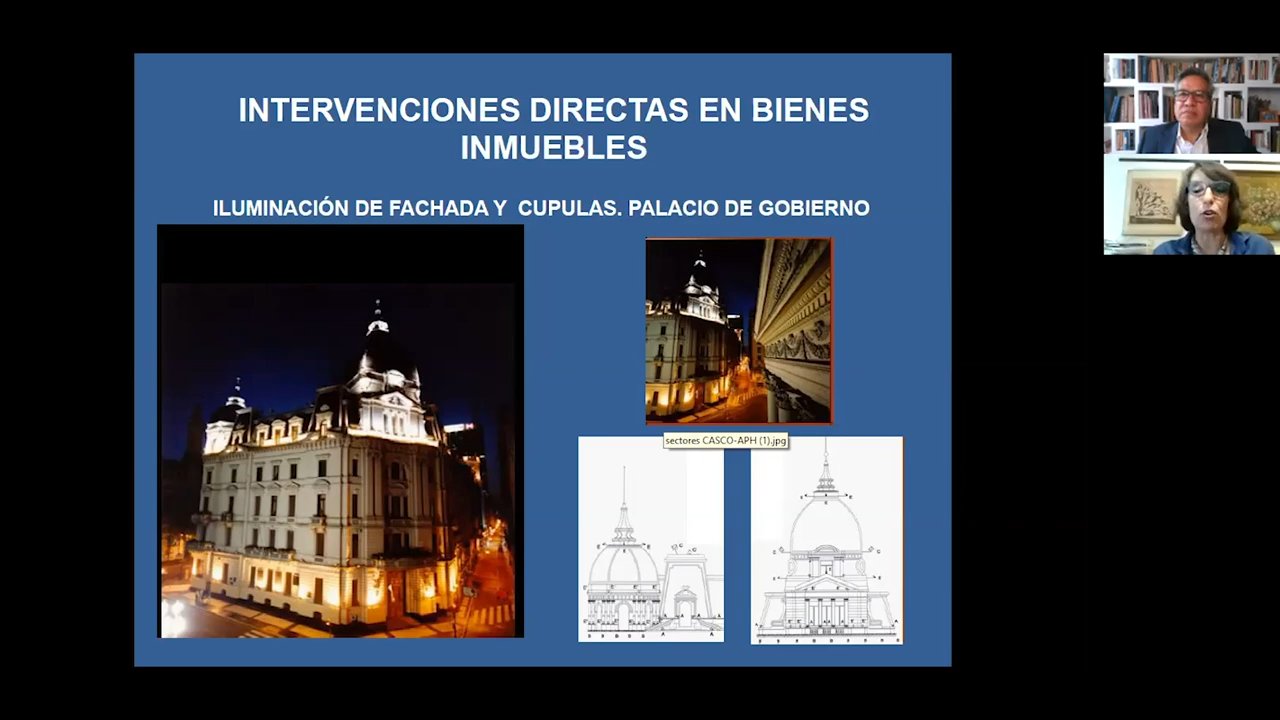 INTERVENCIONES DIRECTAS EN BIENES
INMUEBLES
ILUMINACIÓN DE FACHADA Y  CUPULAS. PALACIO DE GOBIERNO
sectores CASCO-APH (1).jpg